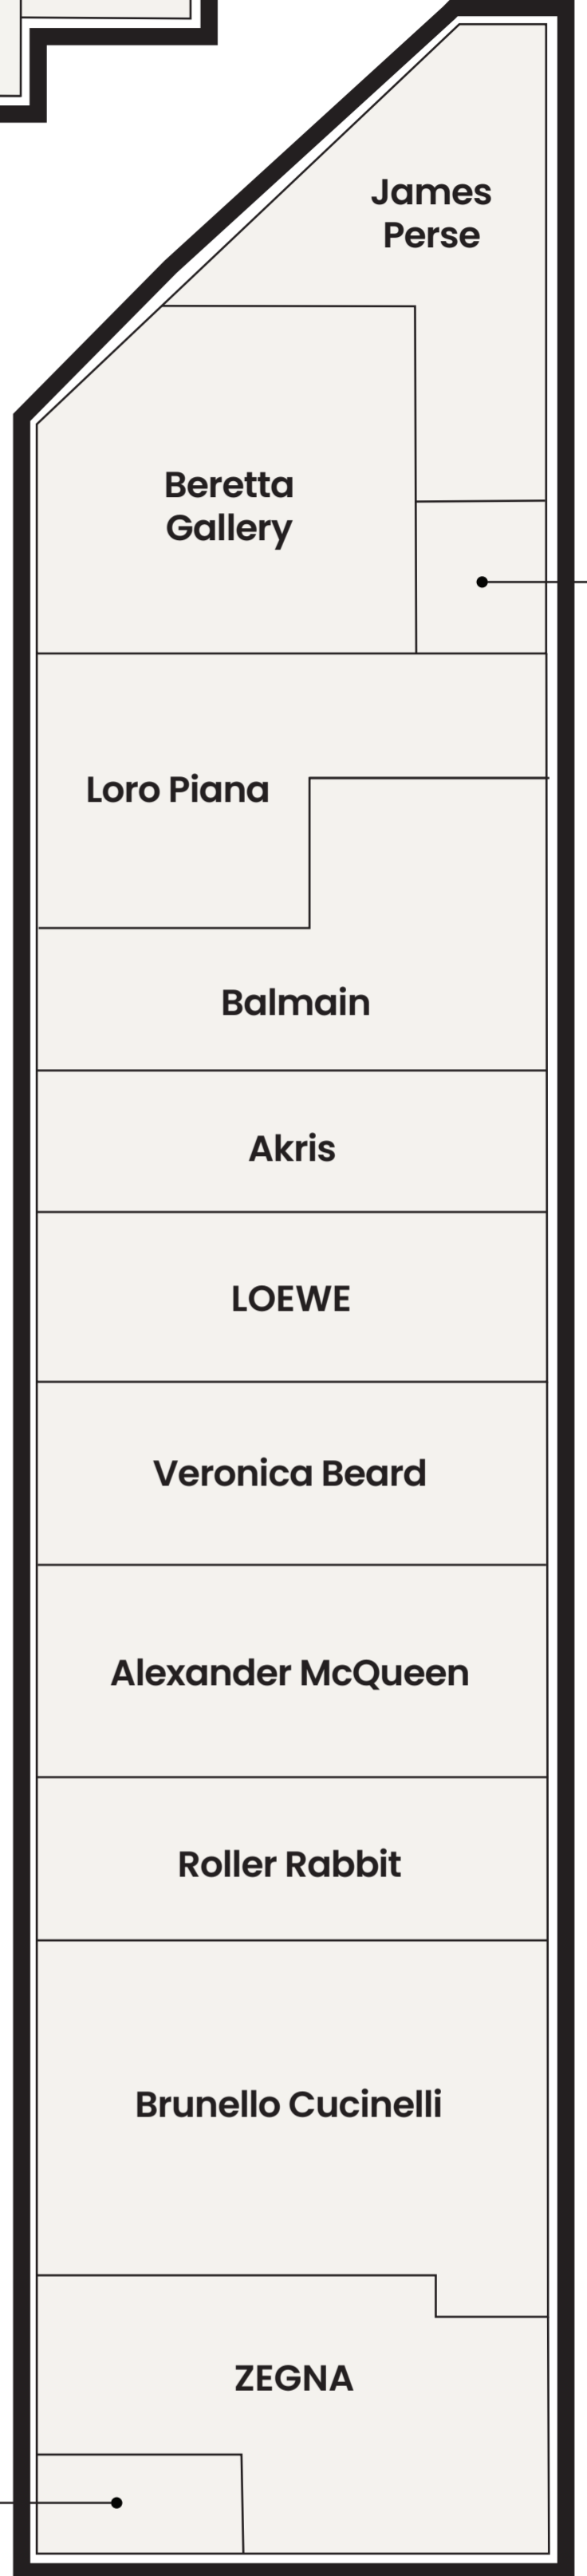 James
Perse
Beretta
Gallery
Loro Piana
Balmain
Akris
LOEWE
Veronica Beard
Alexander McQueen
Roller Rabbit
Brunello Cucinelli
ZEGNA